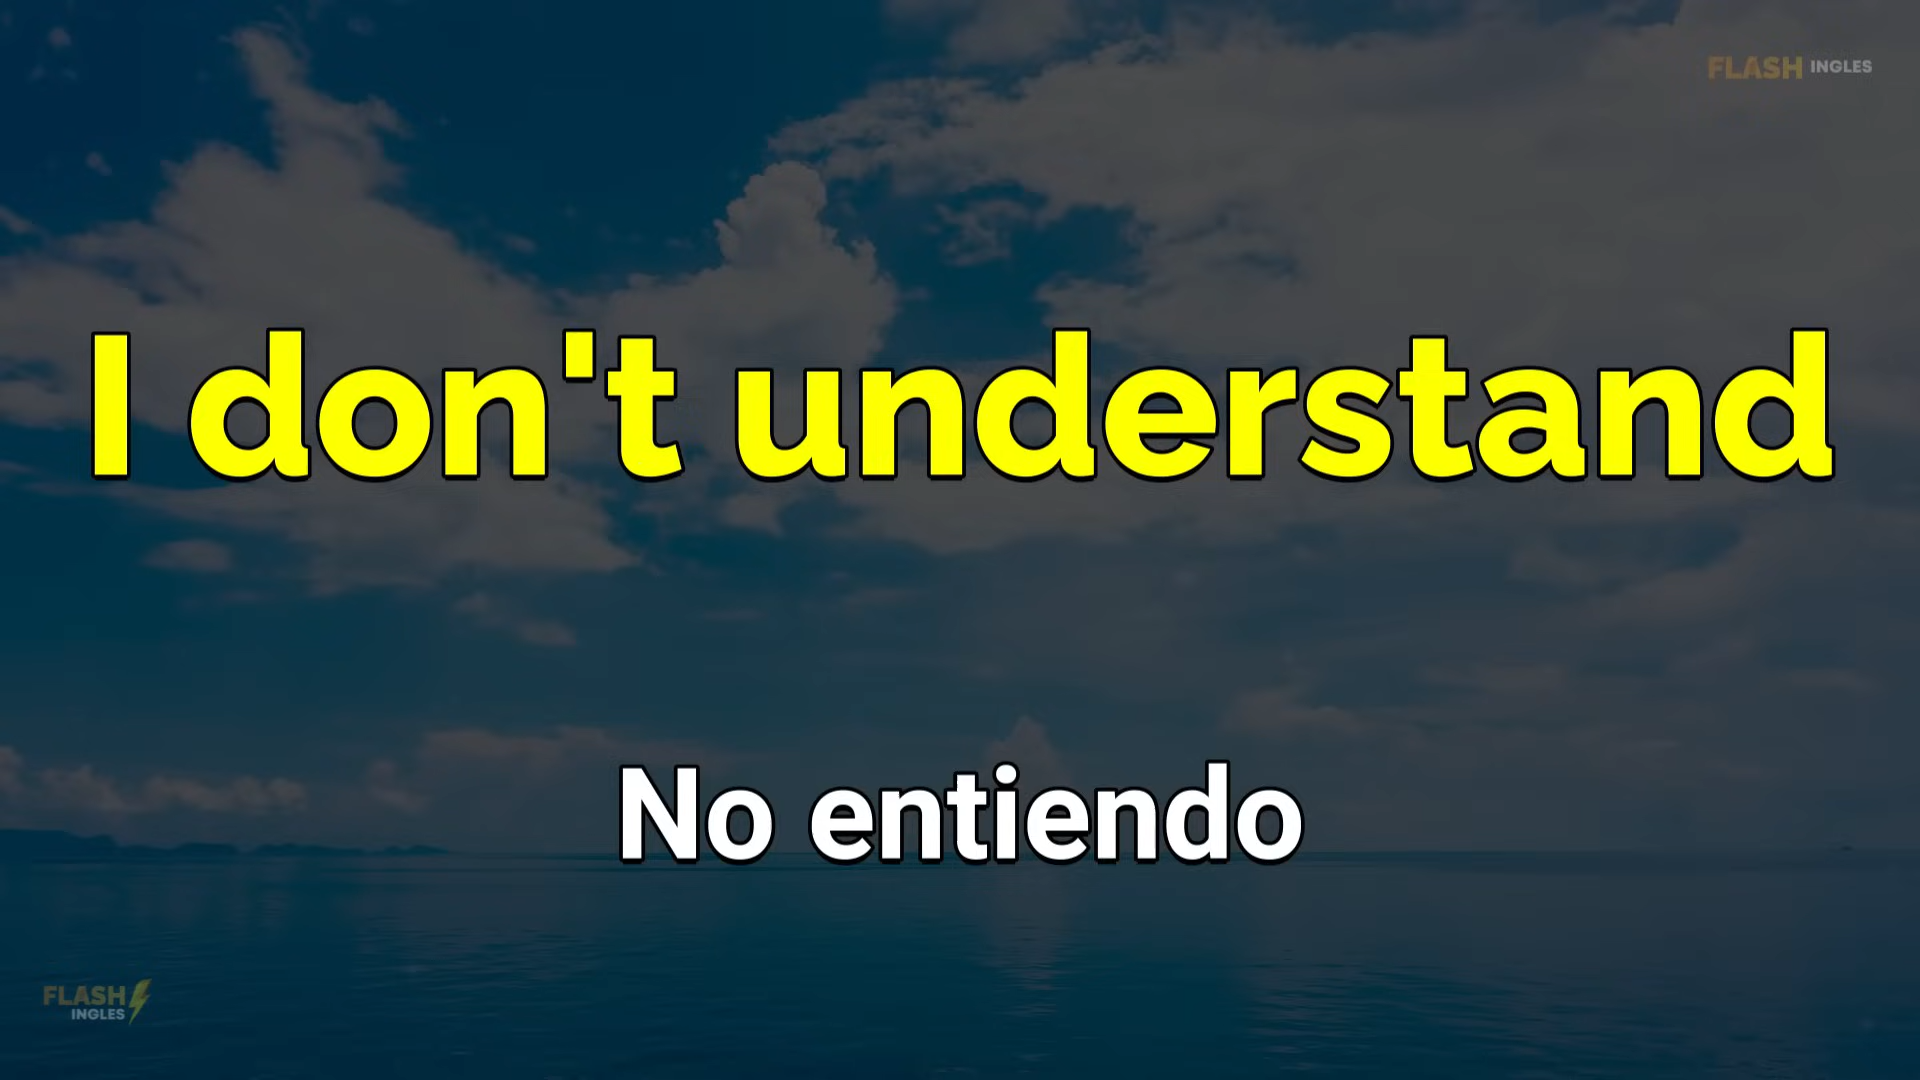 FLASH INGLES
I don't understand
No entiendo
FLASH
INGLES